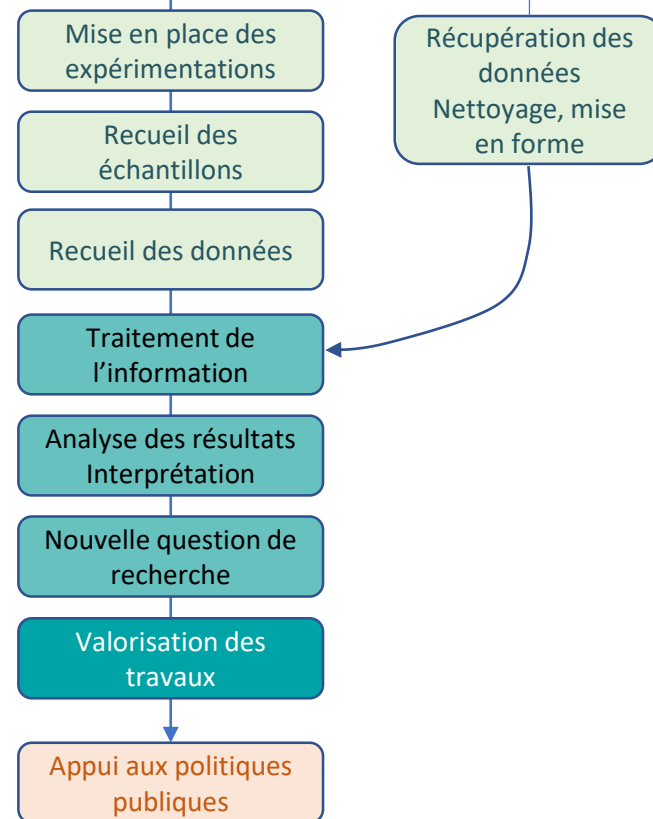 Mise en place des
expérimentations
Récupération des
données
Nettoyage, mise
en forme
Recueil des
échantillons
Recueil des données
Traitement de
l’information
Analyse des résultats
Interprétation
Nouvelle question de
recherche
Valorisation des
travaux
Appui aux politiques
publiques